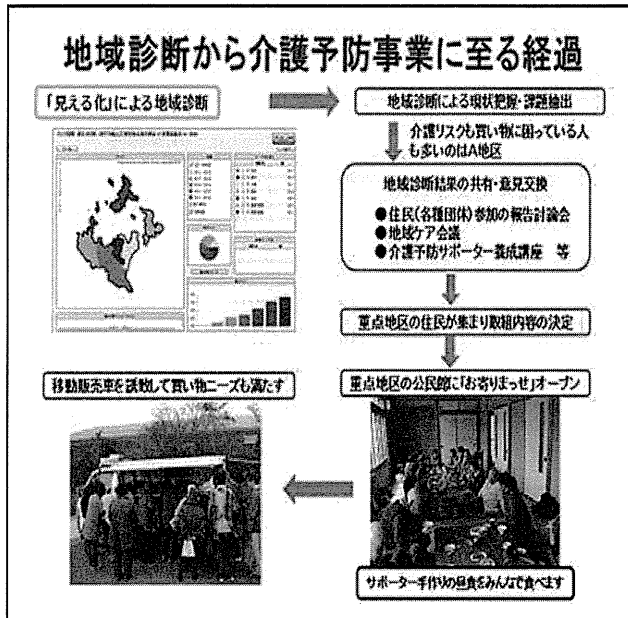 地域診断から介護予防事業に至る経過
「見える化」による地域診断
地域診断による現状把握・課題抽出
介護リスクも買い物に困っている人
も多いのはA地区
地域診断結果の共有・意見交換
●住民(各種団体)参加の報告討論会
●地域ケア会議
●介護予防サポーター養成講座 等
重点地区の住民が集まり取組内容の決定
重点地区の公民館に「お寄りまっせ」オープン
移動販売車を誘致して買い物ニーズも満たす
サポーター手作りの昼食をみんなで食べます